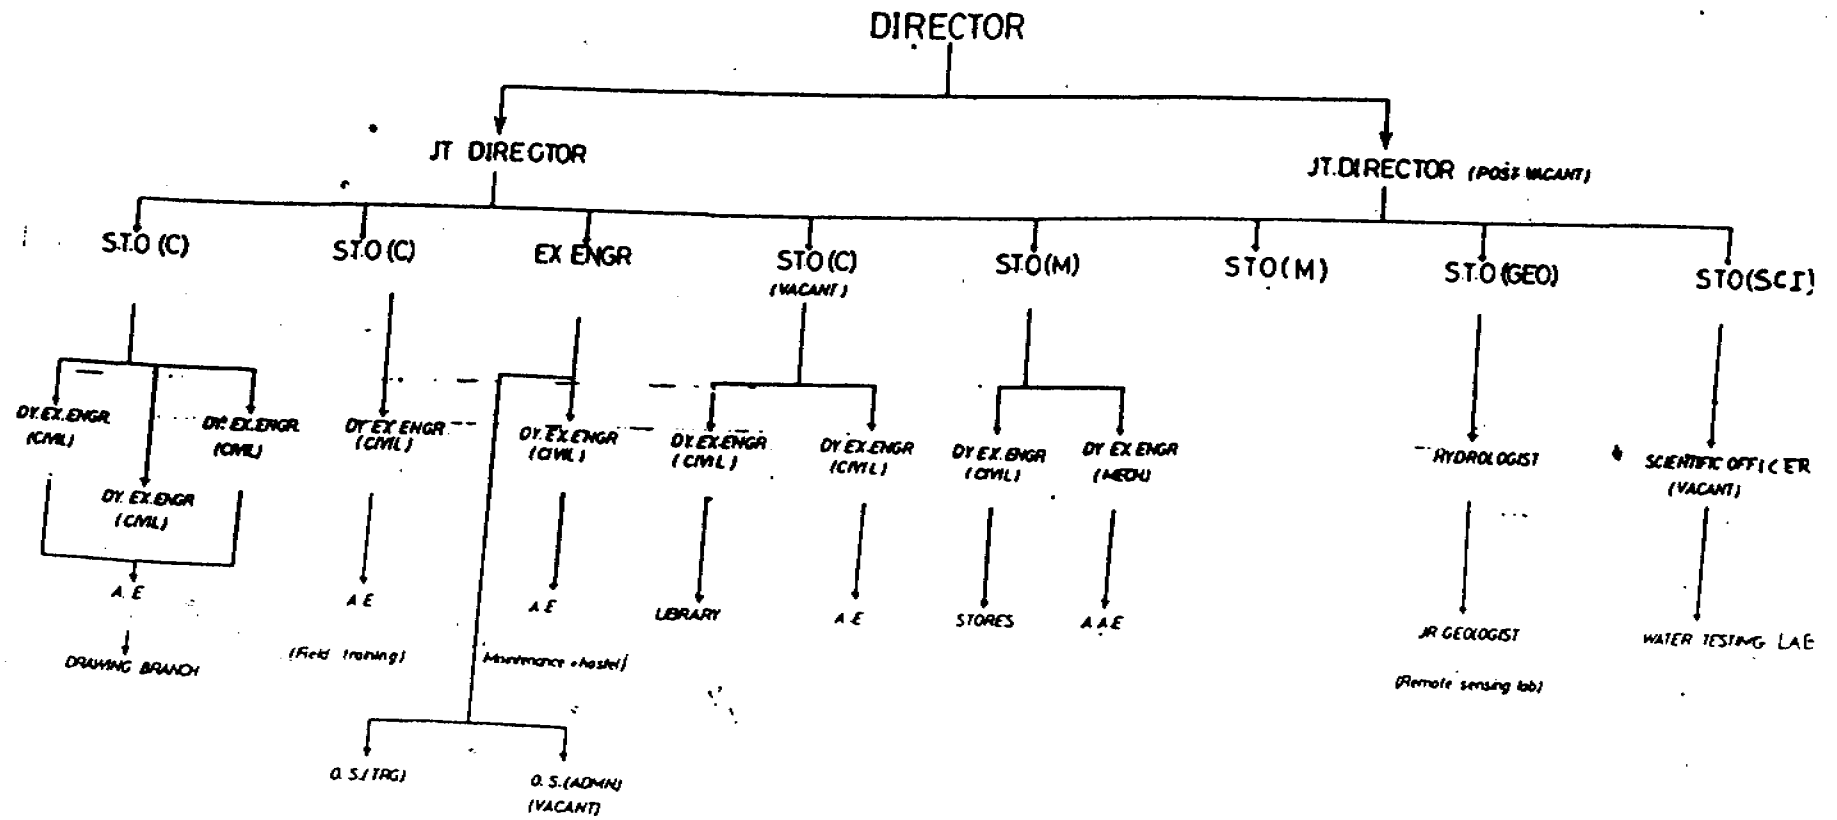 DIRECTOR
JT DIRECTOR
JT.DIRECTOR (POST VACANT)
S.T.O (C)
S.T.O (C)
EX ENGR
S.T.O (C)
(VACANT)
S.T.O (M)
S T.O (M)
S.T.O (GEO)
S TO (SCI)
DY. EX. ENGR
(CIVIL)
DY. EX. ENGR
(CIVIL)
DY. EX. ENGR
(CIVIL)
DY EX ENGR
(CIVIL)
DY. EX. ENGR
(CIVIL)
DY. EX. ENGR
(CIVIL)
DY EX. ENGR
(CIVIL)
DY EX. ENGR
(CIVIL)
DY EX ENGR
(MECH)
HYDROLOGIST
SCIENTIFIC OFFICER
(VACANT)
A. E
A E
A E
LIBRARY
A E
STORES
A A E
JR GEOLOGIST
WATER TESTING LAB
DRAWING BRANCH
(Field training)
Maintenance + hostel)
(Remote sensing lab)
O. S. (TRG)
O. S. (ADMN)
(VACANT)